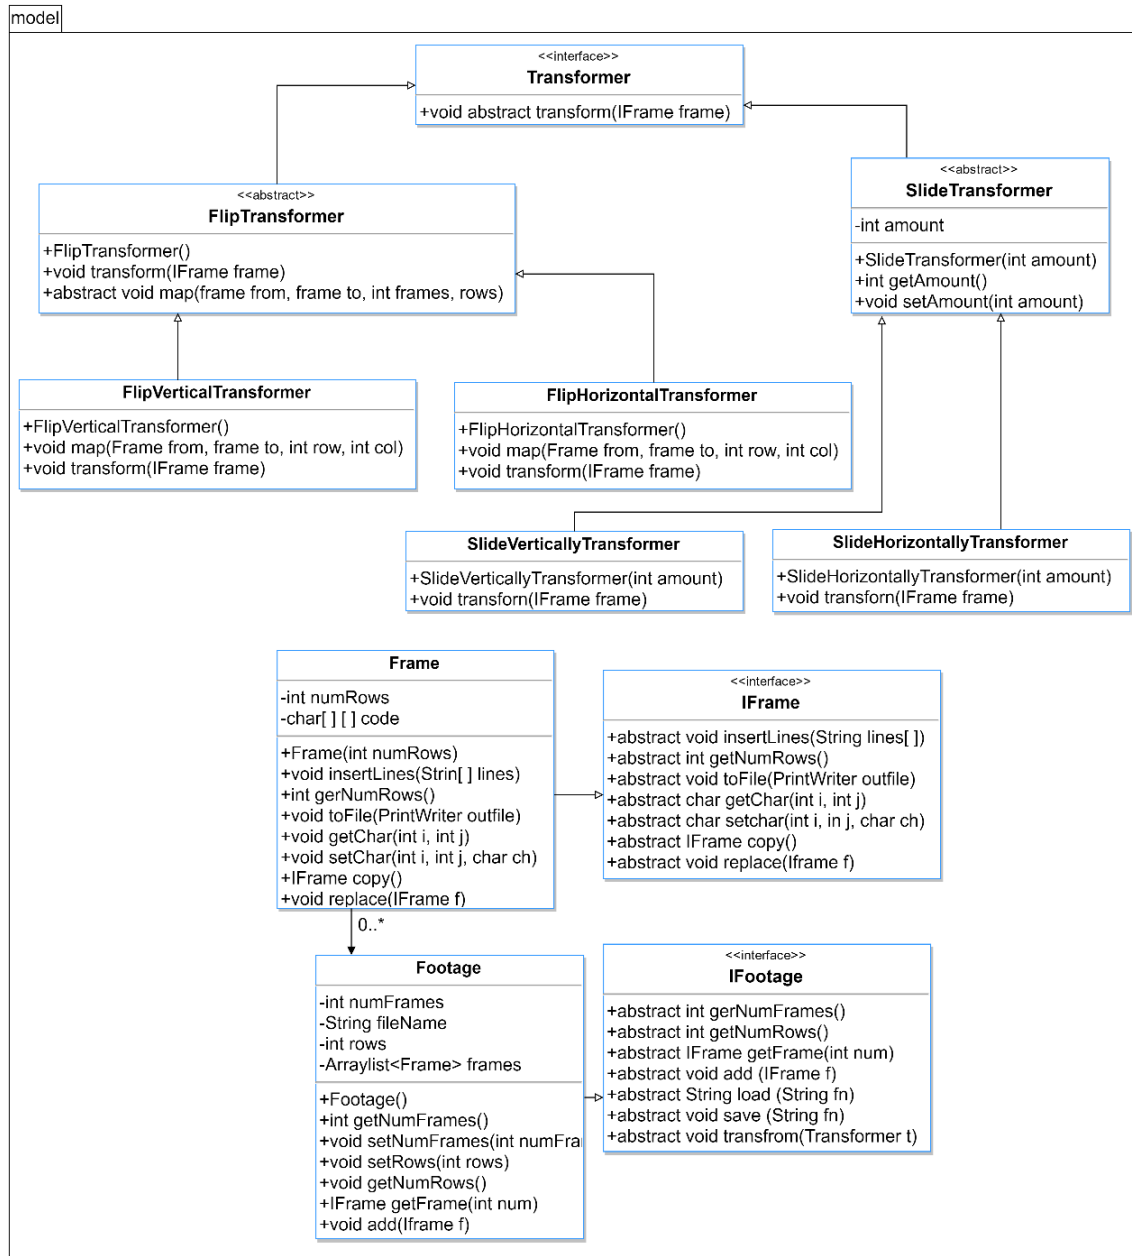 model
<<interface>>
Transformer
+void abstract transform(IFrame frame)
<<abstract>>
FlipTransformer
+FlipTransformer()
+void transform(IFrame frame)
+abstract void map(frame from, frame to, int frames, rows)
<<abstract>>
SlideTransformer
-int amount
+SlideTransformer(int amount)
+int getAmount()
+void setAmount(int amount)
FlipVerticalTransformer
+FlipVerticalTransformer()
+void map(Frame from, frame to, int row, int col)
+void transform(IFrame frame)
FlipHorizontalTransformer
+FlipHorizontalTransformer()
+void map(Frame from, frame to, int row, int col)
+void transform(IFrame frame)
SlideVerticallyTransformer
+SlideVerticallyTransformer(int amount)
+void transforn(IFrame frame)
SlideHorizontallyTransformer
+SlideHorizontallyTransformer(int amount)
+void transforn(IFrame frame)
Frame
-int numRows
-char[ ] [ ] code
+Frame(int numRows)
+void insertLines(Strin[ ] lines)
+int gerNumRows()
+void toFile(PrintWriter outfile)
+void getChar(int i, int j)
+void setChar(int i, int j, char ch)
+IFrame copy()
+void replace(IFrame f)
<<interface>>
IFrame
+abstract void insertLines(String lines[ ])
+abstract int getNumRows()
+abstract void toFile(PrintWriter outfile)
+abstract char getChar(int i, int j)
+abstract char setchar(int i, in j, char ch)
+abstract IFrame copy()
+abstract void replace(Iframe f)
0..*
Footage
-int numFrames
-String fileName
-int rows
-Arraylist<Frame> frames
+Footage()
+int getNumFrames()
+void setNumFrames(int numFra
+void setRows(int rows)
+void getNumRows()
+IFrame getFrame(int num)
+void add(Iframe f)
<<interface>>
IFootage
+abstract int gerNumFrames()
+abstract int getNumRows()
+abstract IFrame getFrame(int num)
+abstract void add (IFrame f)
+abstract String load (String fn)
+abstract void save (String fn)
+abstract void transfrom(Transformer t)